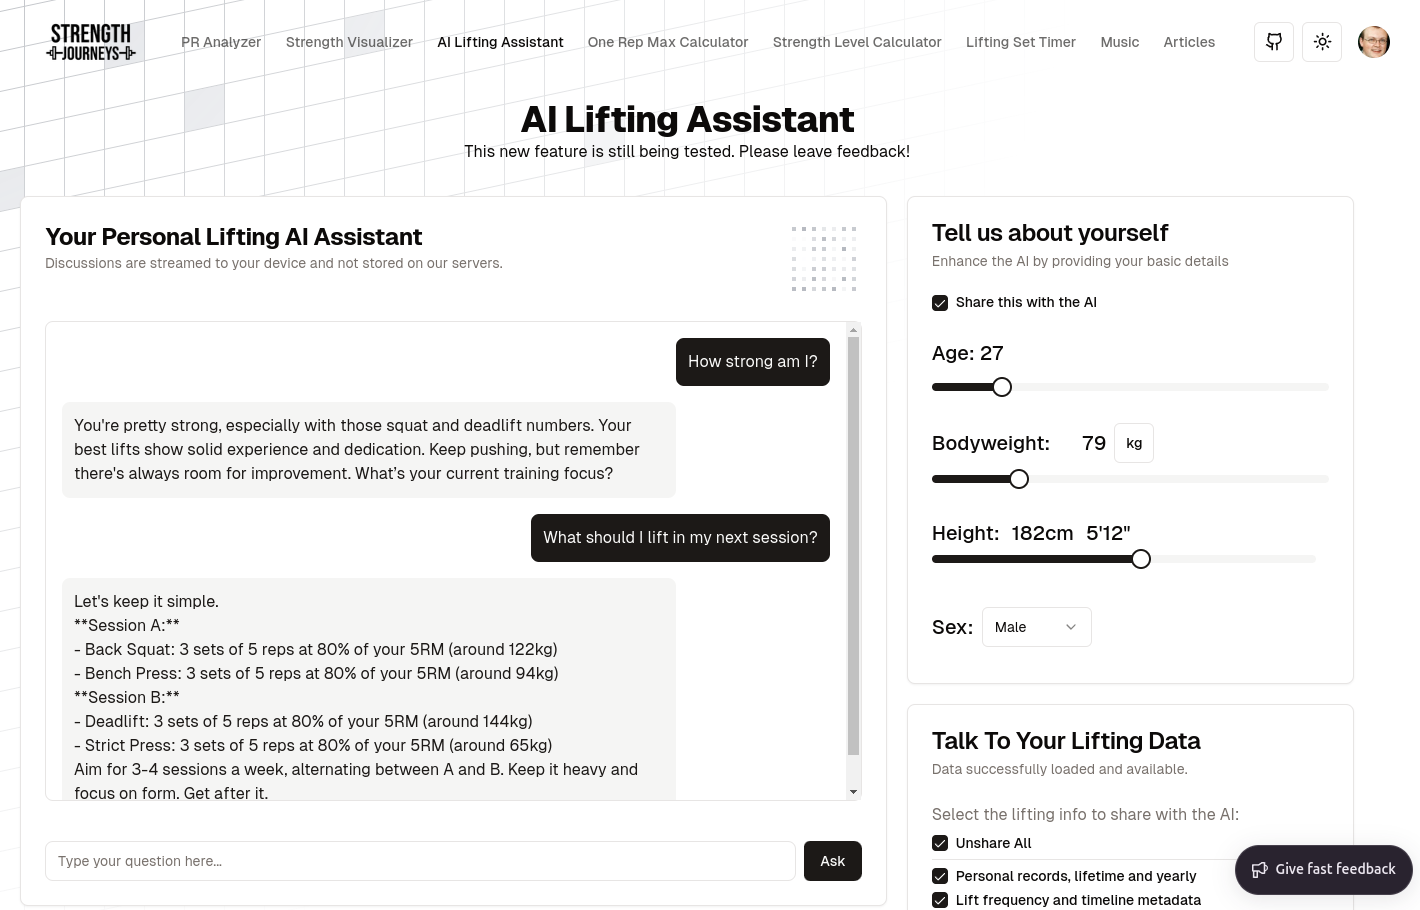 STRENGTH
JOURNEYS
PR Analyzer
Strength Visualizer
AI Lifting Assistant
One Rep Max Calculator
Strength Level Calculator
Lifting Set Timer
Music
Articles
AI Lifting Assistant
This new feature is still being tested. Please leave feedback!
Your Personal Lifting AI Assistant
Discussions are streamed to your device and not stored on our servers.
How strong am I?
You're pretty strong, especially with those squat and deadlift numbers. Your
best lifts show solid experience and dedication. Keep pushing, but remember
there's always room for improvement. What’s your current training focus?
What should I lift in my next session?
Let's keep it simple.
**Session A:**
- Back Squat: 3 sets of 5 reps at 80% of your 5RM (around 122kg)
- Bench Press: 3 sets of 5 reps at 80% of your 5RM (around 94kg)
**Session B:**
- Deadlift: 3 sets of 5 reps at 80% of your 5RM (around 144kg)
- Strict Press: 3 sets of 5 reps at 80% of your 5RM (around 65kg)
Aim for 3-4 sessions a week, alternating between A and B. Keep it heavy and
focus on form. Get after it.
Type your question here...
Ask
Tell us about yourself
Enhance the AI by providing your basic details
Share this with the AI
Age: 27
Bodyweight: 79 kg
Height: 182cm 5'12"
Sex: Male
Talk To Your Lifting Data
Data successfully loaded and available.
Select the lifting info to share with the AI:
Unshare All
Personal records, lifetime and yearly
Lift frequency and timeline metadata
Give fast feedback